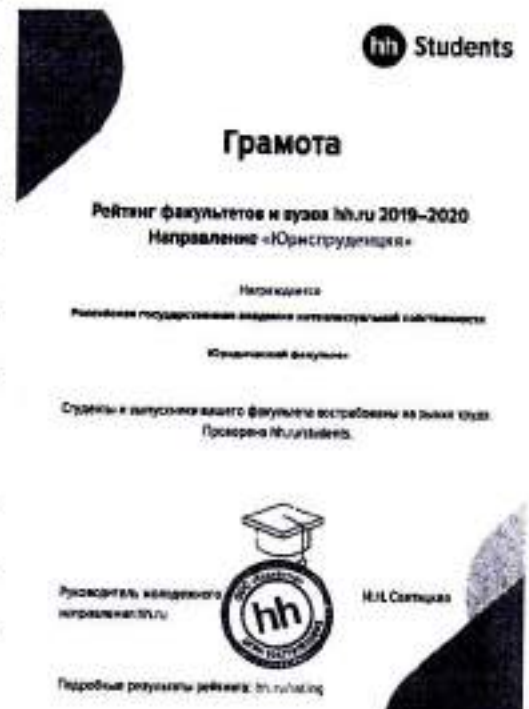 hh Students
Грамота
Рейтинг факультетов и вузов hh.ru 2019–2020
Направление «Юриспруденция»
Награждается
Российская государственная академия интеллектуальной собственности
Юридический факультет
Студенты и выпускники вашего факультета востребованы на рынке труда.
Проверено hh.ru/students.
Руководитель молодежного
направления hh.ru
hh
Подробные результаты рейтинга: hh.ru/rating